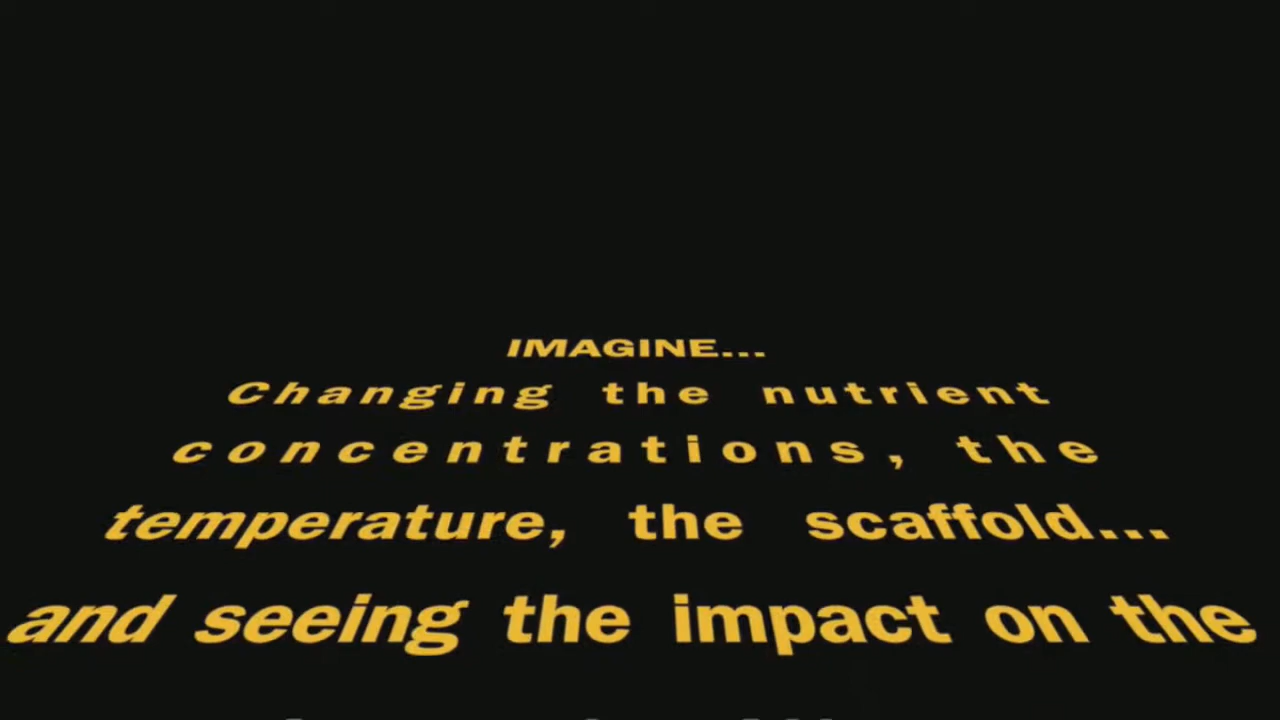 IMAGINE...
Changing the nutrient
concentrations, the
temperature, the scaffold...
and seeing the impact on the